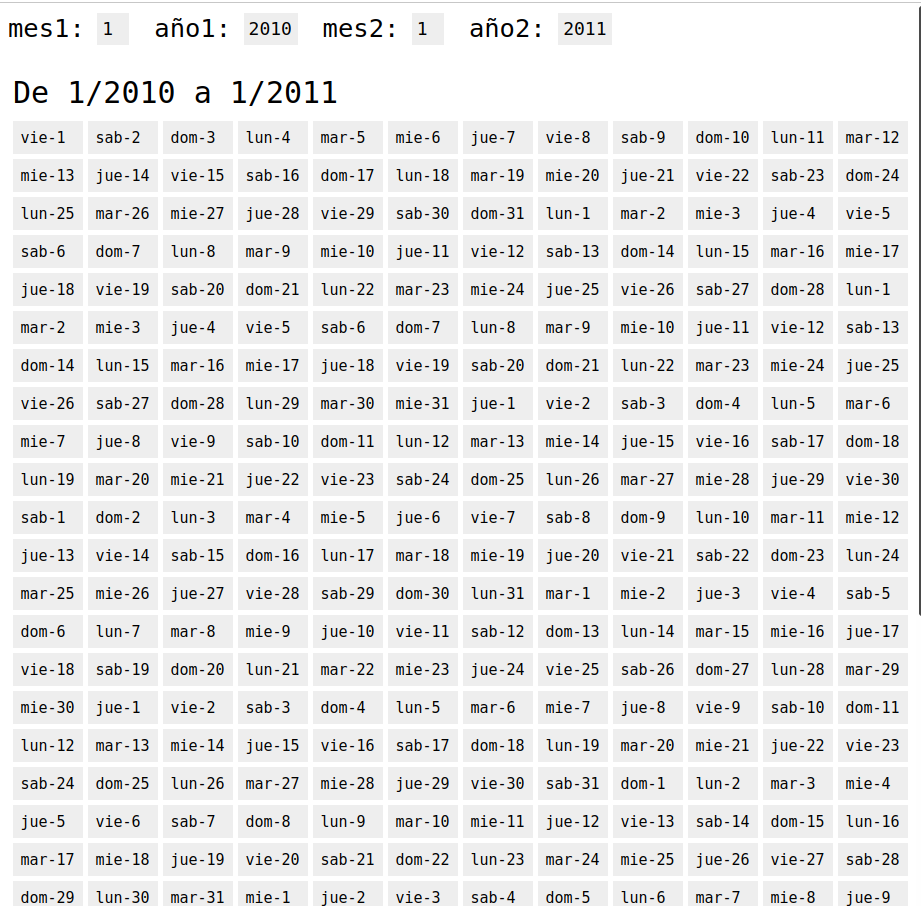 mes1: 1 año1: 2010 mes2: 1 año2: 2011
De 1/2010 a 1/2011
vie-1 sab-2 dom-3 lun-4 mar-5 mie-6 jue-7 vie-8 sab-9 dom-10 lun-11 mar-12
mie-13 jue-14 vie-15 sab-16 dom-17 lun-18 mar-19 mie-20 jue-21 vie-22 sab-23 dom-24
lun-25 mar-26 mie-27 jue-28 vie-29 sab-30 dom-31 lun-1 mar-2 mie-3 jue-4 vie-5
sab-6 dom-7 lun-8 mar-9 mie-10 jue-11 vie-12 sab-13 dom-14 lun-15 mar-16 mie-17
jue-18 vie-19 sab-20 dom-21 lun-22 mar-23 mie-24 jue-25 vie-26 sab-27 dom-28 lun-1
mar-2 mie-3 jue-4 vie-5 sab-6 dom-7 lun-8 mar-9 mie-10 jue-11 vie-12 sab-13
dom-14 lun-15 mar-16 mie-17 jue-18 vie-19 sab-20 dom-21 lun-22 mar-23 mie-24 jue-25
vie-26 sab-27 dom-28 lun-29 mar-30 mie-31 jue-1 vie-2 sab-3 dom-4 lun-5 mar-6
mie-7 jue-8 vie-9 sab-10 dom-11 lun-12 mar-13 mie-14 jue-15 vie-16 sab-17 dom-18
lun-19 mar-20 mie-21 jue-22 vie-23 sab-24 dom-25 lun-26 mar-27 mie-28 jue-29 vie-30
sab-1 dom-2 lun-3 mar-4 mie-5 jue-6 vie-7 sab-8 dom-9 lun-10 mar-11 mie-12
jue-13 vie-14 sab-15 dom-16 lun-17 mar-18 mie-19 jue-20 vie-21 sab-22 dom-23 lun-24
mar-25 mie-26 jue-27 vie-28 sab-29 dom-30 lun-31 mar-1 mie-2 jue-3 vie-4 sab-5
dom-6 lun-7 mar-8 mie-9 jue-10 vie-11 sab-12 dom-13 lun-14 mar-15 mie-16 jue-17
vie-18 sab-19 dom-20 lun-21 mar-22 mie-23 jue-24 vie-25 sab-26 dom-27 lun-28 mar-29
mie-30 jue-1 vie-2 sab-3 dom-4 lun-5 mar-6 mie-7 jue-8 vie-9 sab-10 dom-11
lun-12 mar-13 mie-14 jue-15 vie-16 sab-17 dom-18 lun-19 mar-20 mie-21 jue-22 vie-23
sab-24 dom-25 lun-26 mar-27 mie-28 jue-29 vie-30 sab-31 dom-1 lun-2 mar-3 mie-4
jue-5 vie-6 sab-7 dom-8 lun-9 mar-10 mie-11 jue-12 vie-13 sab-14 dom-15 lun-16
mar-17 mie-18 jue-19 vie-20 sab-21 dom-22 lun-23 mar-24 mie-25 jue-26 vie-27 sab-28
dom-29 lun-30 mar-31 mie-1 jue-2 vie-3 sab-4 dom-5 lun-6 mar-7 mie-8 jue-9